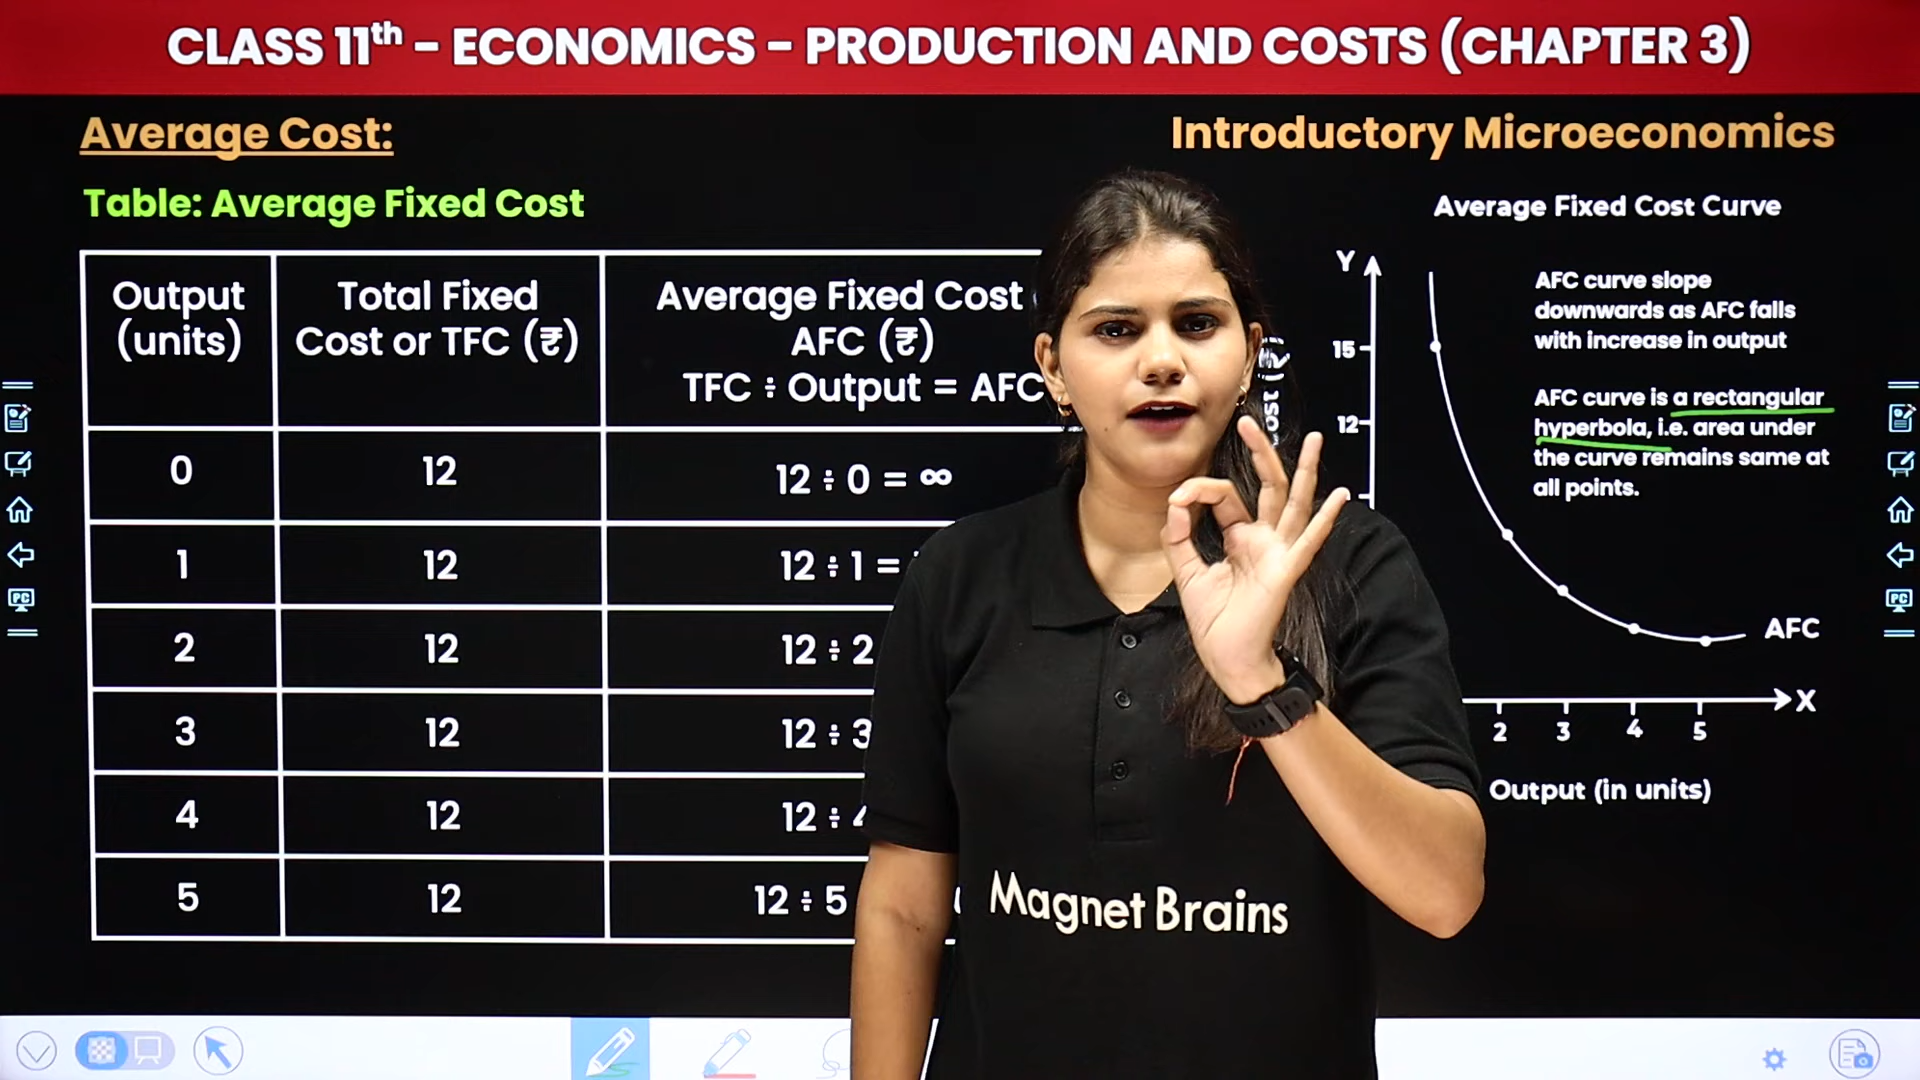 CLASS 11th - ECONOMICS - PRODUCTION AND COSTS (CHAPTER 3)
Average Cost:
Introductory Microeconomics
Table: Average Fixed Cost
Output
(units)
Total Fixed
Cost or TFC (₹)
Average Fixed Cost
AFC (₹)
TFC ÷ Output = AFC
0
12
12 ÷ 0 = ∞
1
12
12 ÷ 1 =
2
12
12 ÷ 2
3
12
12 ÷ 3
4
12
12 ÷ 4
5
12
12 ÷ 5
Average Fixed Cost Curve
Y
15
12
AFC curve slope
downwards as AFC falls
with increase in output
AFC curve is a rectangular
hyperbola, i.e. area under
the curve remains same at
all points.
AFC
X
2
3
4
5
Output (in units)
Magnet Brains
PC
PC